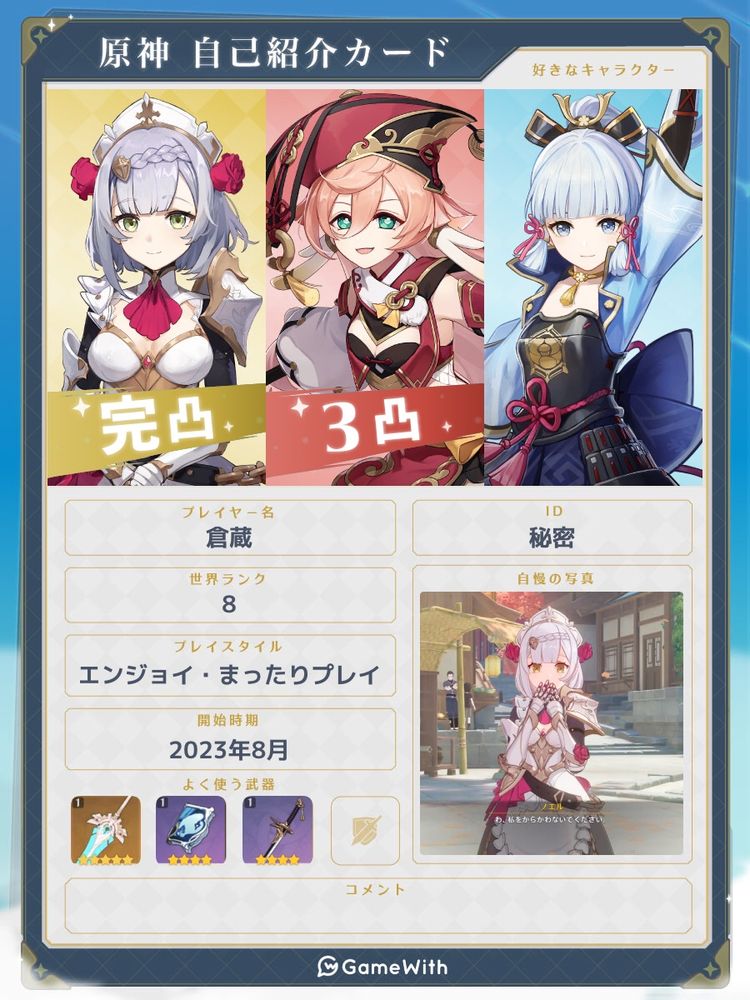 原神 自己紹介カード
好きなキャラクター
完凸
3凸
プレイヤー名
倉蔵
ID
秘密
世界ランク
8
自慢の写真
プレイスタイル
エンジョイ・まったりプレイ
開始時期
2023年8月
よく使う武器
1
1
1
ノエル
わ、私をからかわないでください
コメント
GameWith